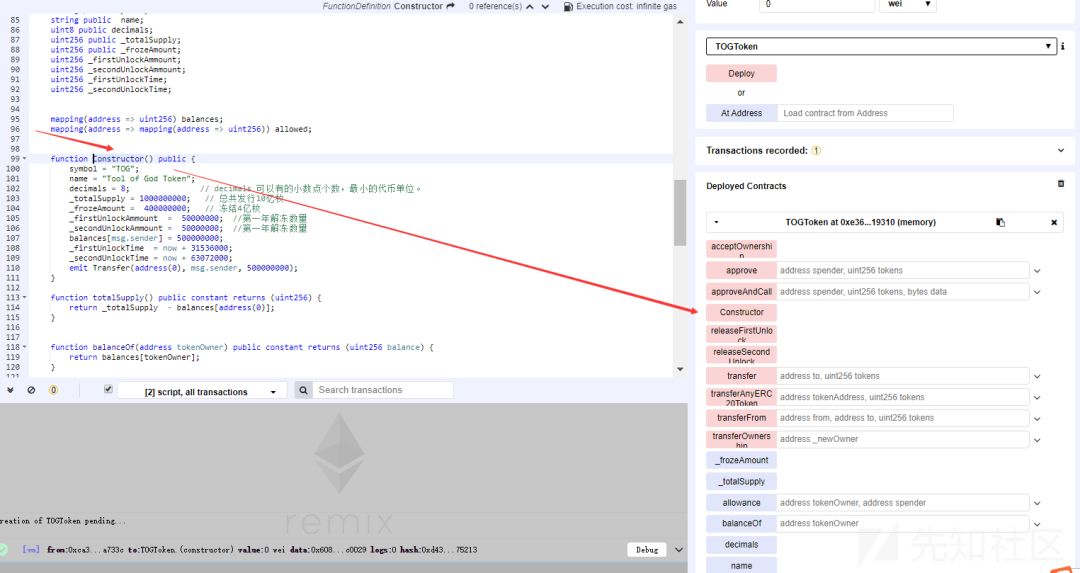 FunctionDefinition Constructor 0 reference(s) Execution cost: infinite gas
85 string public name;
86 uint8 public decimals;
87 uint256 public _totalSupply;
88 uint256 public _frozeAmount;
89 uint256 _firstUnlockAmmount;
90 uint256 _secondUnlockAmmount;
91 uint256 _firstUnlockTime;
92 uint256 _secondUnlockTime;
93
94
95 mapping(address => uint256) balances;
96 mapping(address => mapping(address => uint256)) allowed;
97
98
99 function Constructor() public {
100 symbol = "TOG";
101 name = "Tool of God Token";
102 decimals = 8; // decimals 可以有的小数点个数，最小的代币单位。
103 _totalSupply = 1000000000; // 总共发行10亿枚
104 _frozeAmount = 400000000; // 冻结4亿枚
105 _firstUnlockAmmount = 50000000; //第一年解冻数量
106 _secondUnlockAmmount = 50000000; //第一年解冻数量
107 balances[msg.sender] = 500000000;
108 _firstUnlockTime = now + 31536000;
109 _secondUnlockTime = now + 63072000;
110 emit Transfer(address(0), msg.sender, 500000000);
111 }
112
113 function totalSupply() public constant returns (uint256) {
114 return _totalSupply - balances[address(0)];
115 }
116
117
118 function balanceOf(address tokenOwner) public constant returns (uint256 balance) {
119 return balances[tokenOwner];
120 }
0
[2] script, all transactions
Search transactions
remix
reation of TOGToken pending...
[vm] from:0xca3...a733c to:TOGToken.(constructor) value:0 wei data:0x608...c0029 logs:0 hash:0xd43...75213
Debug
Value 0 wei
TOGToken
Deploy
or
At Address Load contract from Address
Transactions recorded: 1
Deployed Contracts
TOGToken at 0xe36...19310 (memory)
acceptOwnership
approve address spender, uint256 tokens
approveAndCall address spender, uint256 tokens, bytes data
Constructor
releaseFirstUnlock
releaseSecondUnlock
transfer address to, uint256 tokens
transferAnyERC20Token address tokenAddress, uint256 tokens
transferFrom address from, address to, uint256 tokens
transferOwnership address _newOwner
_frozeAmount
_totalSupply
allowance address tokenOwner, address spender
balanceOf address tokenOwner
decimals
name
先知社区